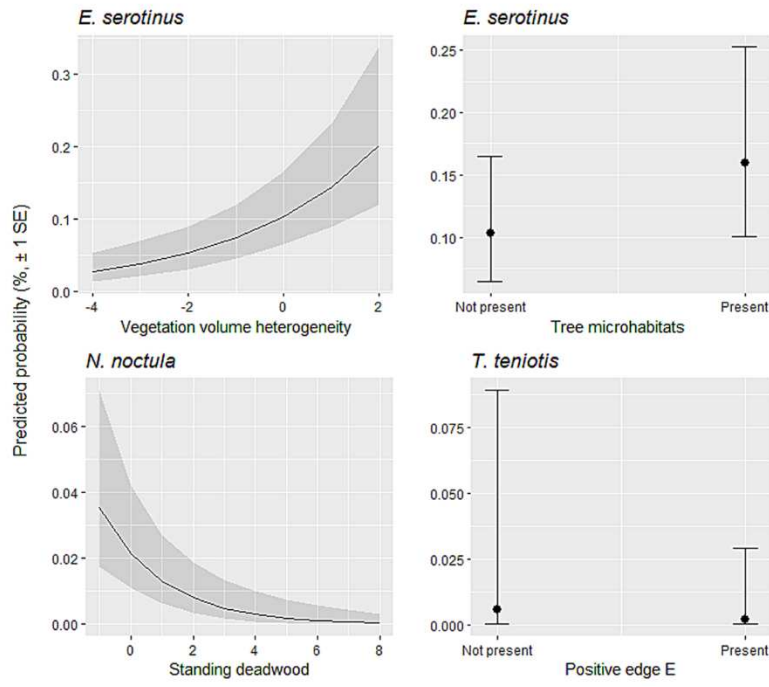 E. serotinus
E. serotinus
Predicted probability (%, ± 1 SE)
0.3
0.2
0.1
0.0
-4
-2
0
2
Vegetation volume heterogeneity
0.25
0.20
0.15
0.10
Not present
Present
Tree microhabitats
N. noctula
T. teniotis
0.06
0.04
0.02
0.00
0
2
4
6
8
Standing deadwood
0.075
0.050
0.025
0.000
Not present
Present
Positive edge E